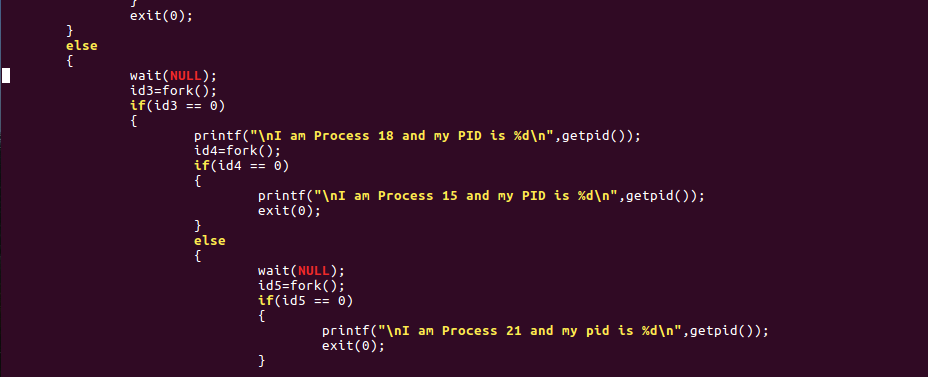 }
exit(0);
}
else
{
wait(NULL);
id3=fork();
if(id3 == 0)
{
printf("\nI am Process 18 and my PID is %d\n",getpid());
id4=fork();
if(id4 == 0)
{
printf("\nI am Process 15 and my PID is %d\n",getpid());
exit(0);
}
else
{
wait(NULL);
id5=fork();
if(id5 == 0)
{
printf("\nI am Process 21 and my pid is %d\n",getpid());
exit(0);
}